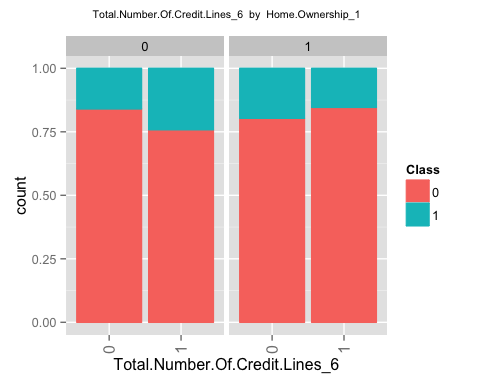 Total.Number.Of.Credit.Lines_6 by Home.Ownership_1
0 1
1.00
0.75
0.50
0.25
0.00
count
0 1 0 1
Total.Number.Of.Credit.Lines_6
Class
0
1